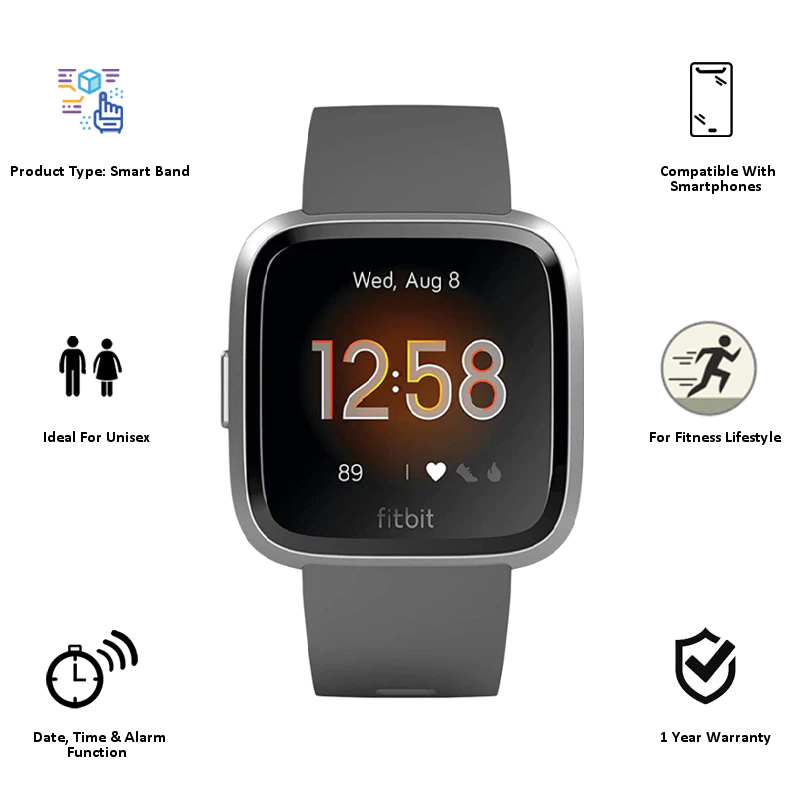 Product Type: Smart Band
Compatible With
Smartphones
Wed, Aug 8
12:58
89
fitbit
Ideal For Unisex
For Fitness Lifestyle
Date, Time & Alarm
Function
1 Year Warranty